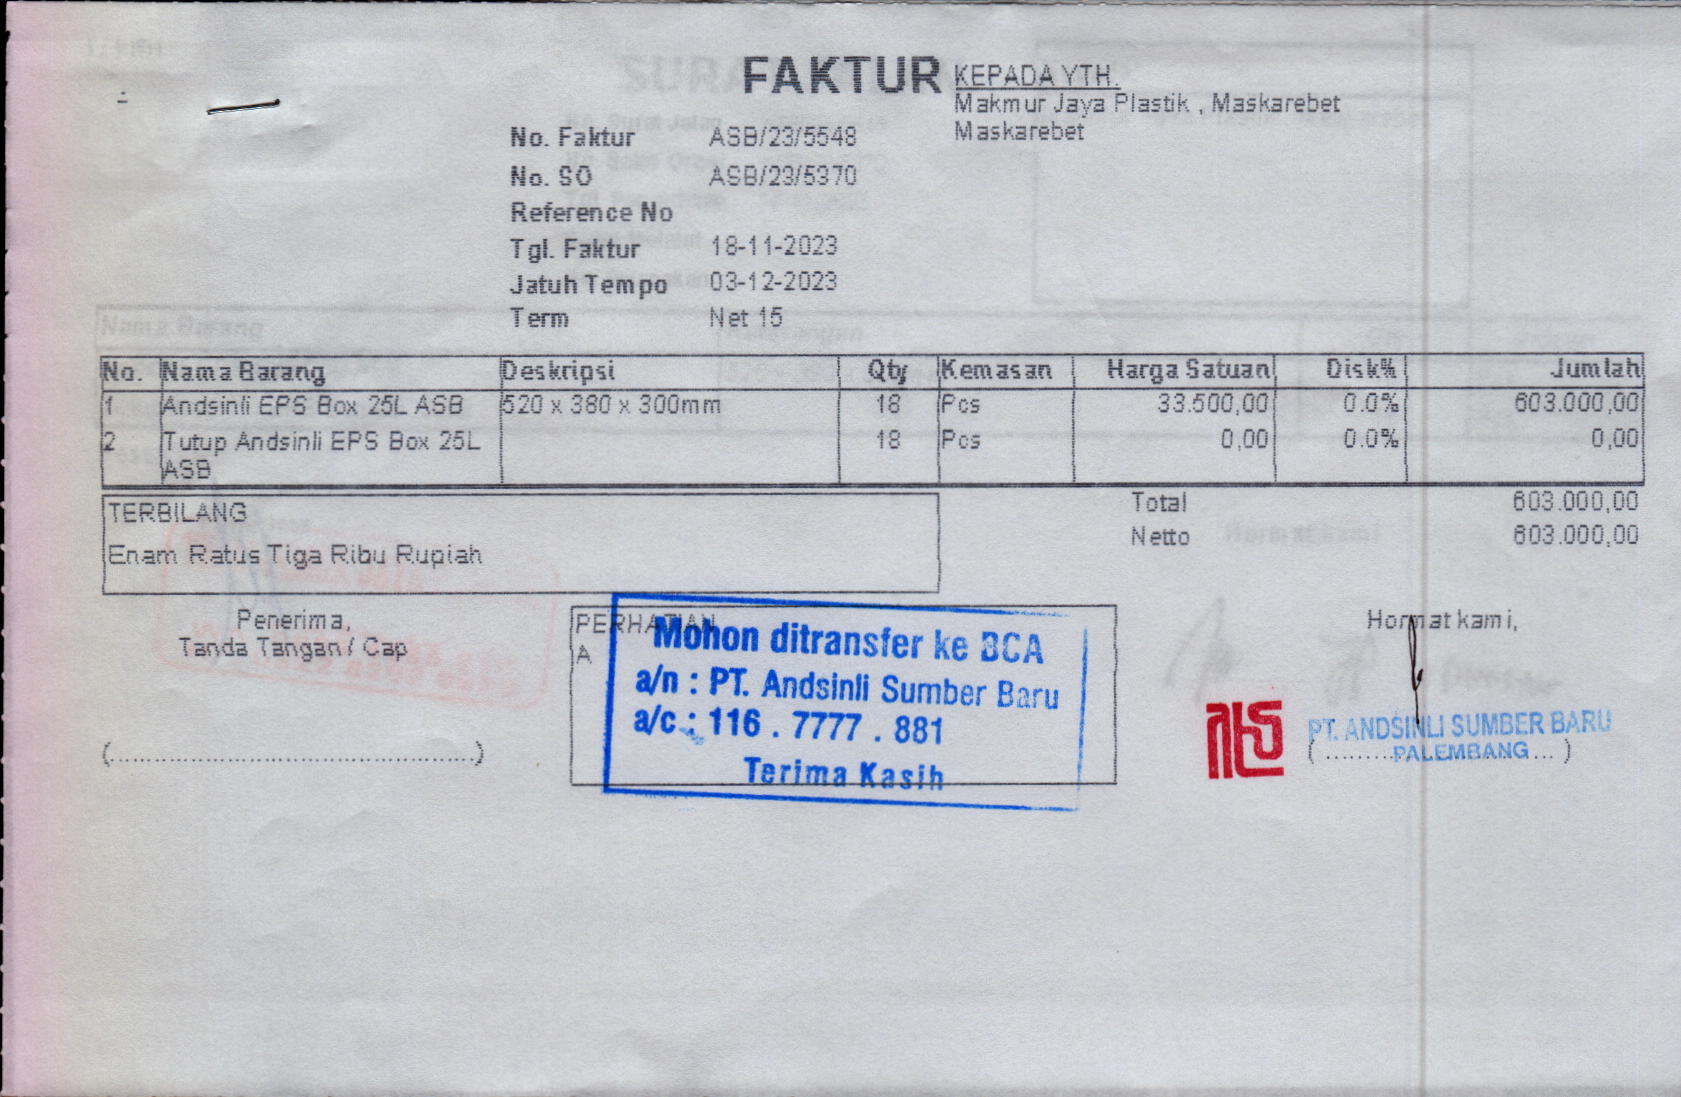 FAKTUR
KEPADA YTH.
Makmur Jaya Plastik , Maskarebet
Maskarebet
No. Faktur ASB/23/5548
No. SO ASB/23/5370
Reference No
Tgl. Faktur 18-11-2023
Jatuh Tempo 03-12-2023
Term Net 15
No. Nama Barang Deskripsi Qty Kemasan Harga Satuan Disk% Jumlah
1 Andsinli EPS Box 25L ASB 520 x 380 x 300mm 18 Pcs 33.500,00 0.0% 603.000,00
2 Tutup Andsinli EPS Box 25L 18 Pcs 0,00 0.0% 0,00
ASB
Total 603.000,00
Netto 603.000,00
TERBILANG
Enam Ratus Tiga Ribu Rupiah
Penerima,
Tanda Tangan / Cap
(............................................)
PERHATIAN
A
Mohon ditransfer ke BCA
a/n : PT. Andsinli Sumber Baru
a/c : 116 . 7777 . 881
Terima Kasih
Hormat kami,
PT. ANDSINLI SUMBER BARU
(.........PALEMBANG...)